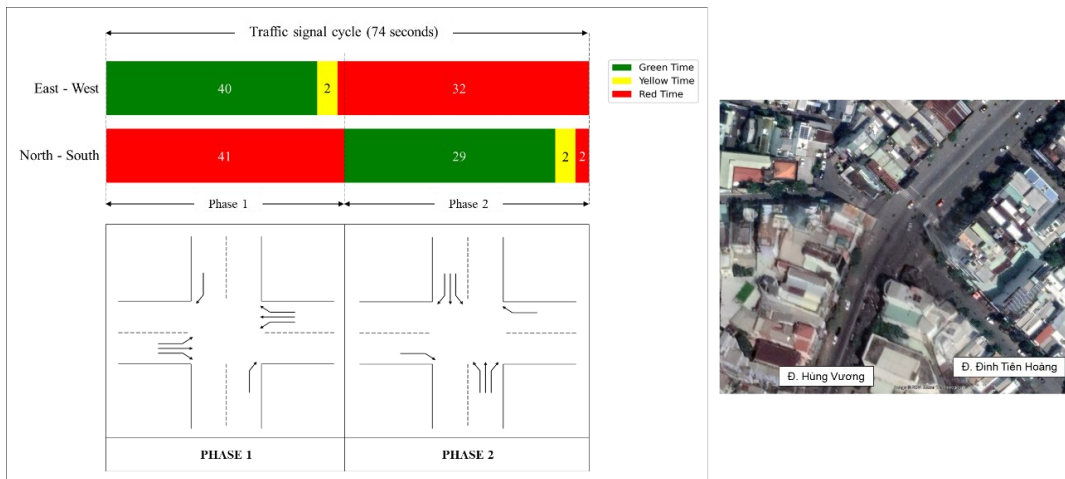 Traffic signal cycle (74 seconds)
East - West
40
2
32
Green Time
Yellow Time
Red Time
North - South
41
29
2
2
Phase 1
Phase 2
PHASE 1
PHASE 2
Đ. Hùng Vương
Đ. Đinh Tiên Hoàng